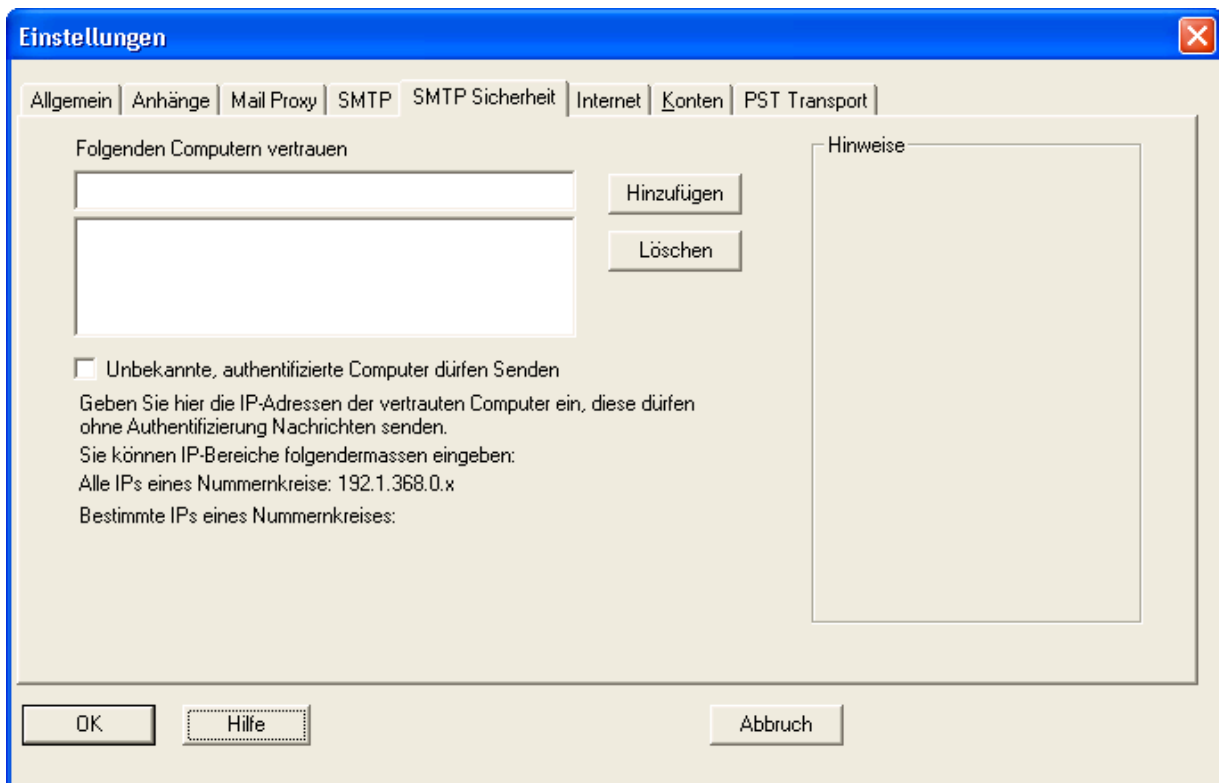 Einstellungen
Allgemein Anhänge Mail Proxy SMTP SMTP Sicherheit Internet Konten PST Transport
Folgenden Computern vertrauen
Hinweise
Hinzufügen
Löschen
Unbekannte, authentifizierte Computer dürfen Senden
Geben Sie hier die IP-Adressen der vertrauten Computer ein, diese dürfen
ohne Authentifizierung Nachrichten senden.
Sie können IP-Bereiche folgendermassen eingeben:
Alle IPs eines Nummernkreise: 192.1.368.0.x
Bestimmte IPs eines Nummernkreises:
OK Hilfe Abbruch